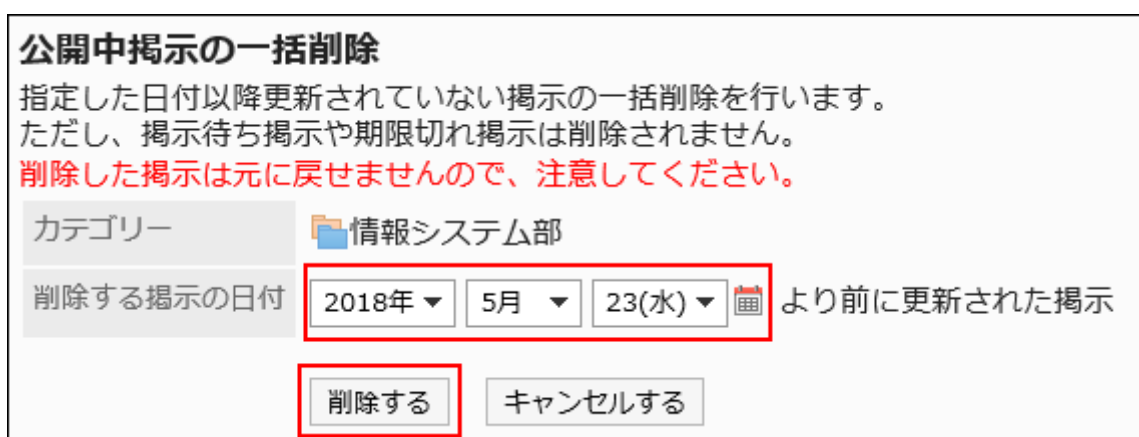 公開中掲示の一括削除
指定した日付以降更新されていない掲示の一括削除を行います。
ただし、掲示待ち掲示や期限切れ掲示は削除されません。
削除した掲示は元に戻せませんので、注意してください。
カテゴリー 情報システム部
削除する掲示の日付 2018年 5月 23(水) より前に更新された掲示
削除する キャンセルする